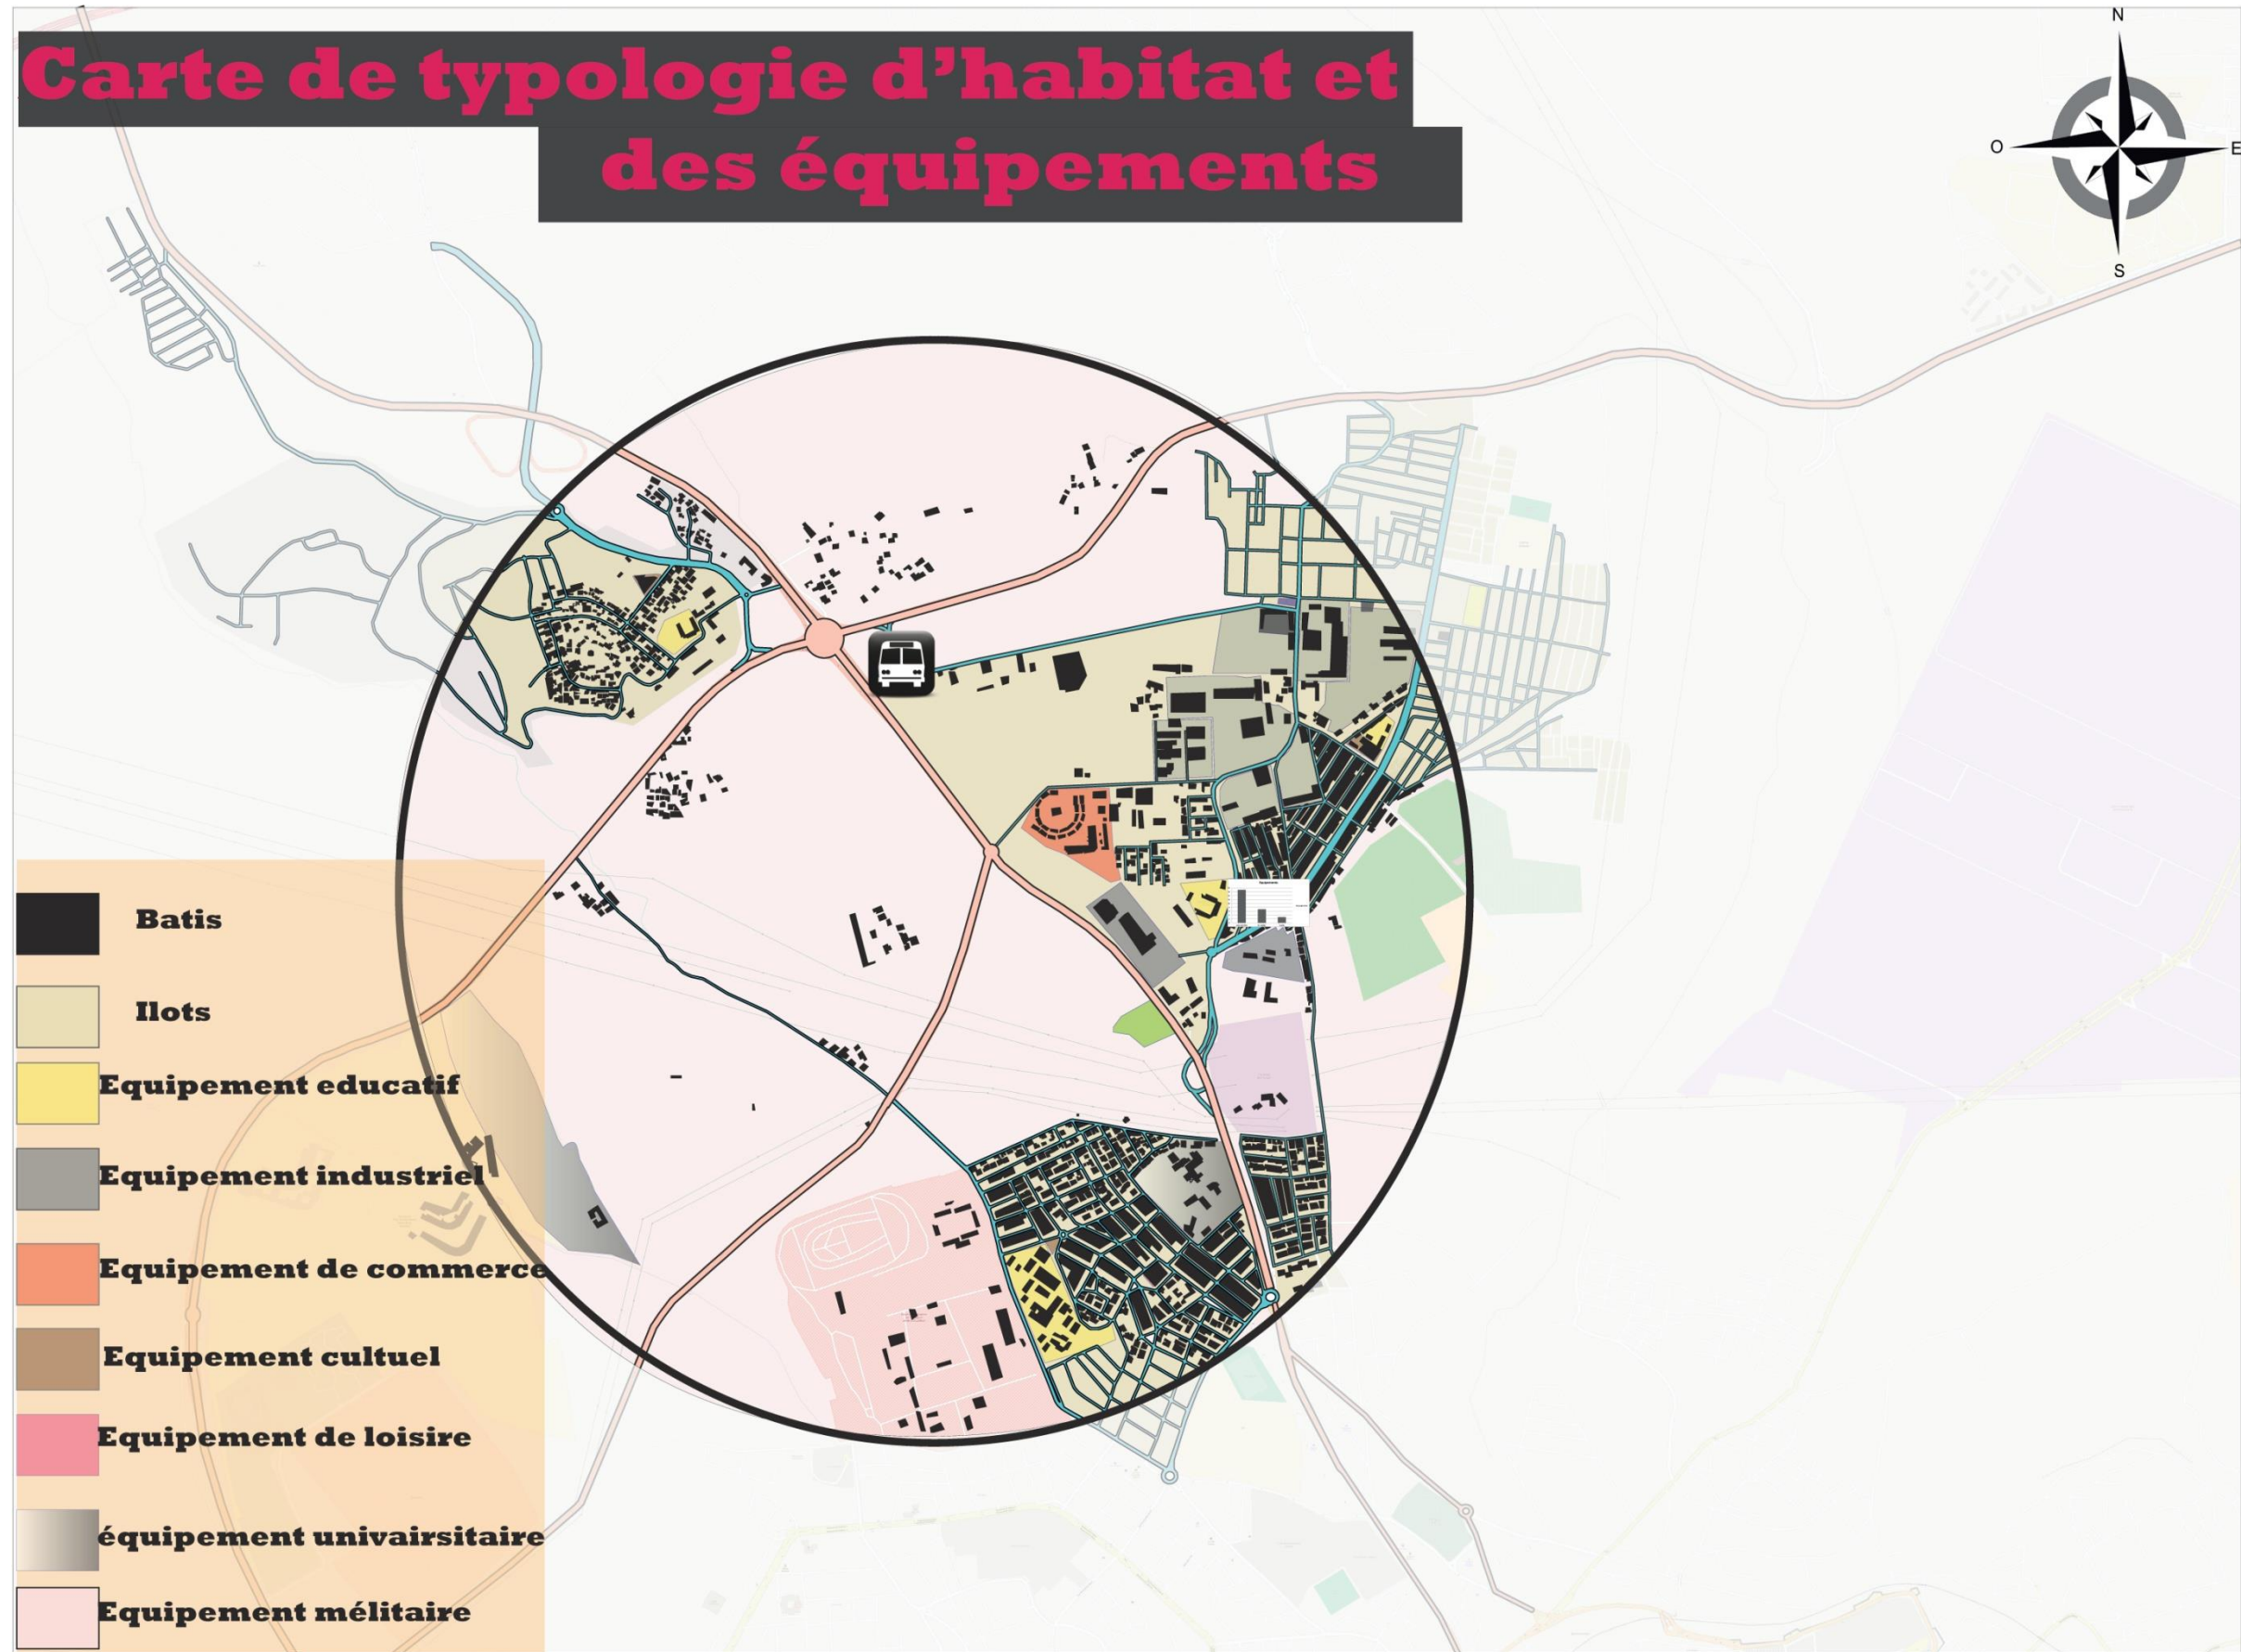 Carte de typologie d'habitat et
des équipements
N
O
E
S
Batis
Ilots
Equipement educatif
Equipement industriel
Equipement de commerce
Equipement cultuel
Equipement de loisire
équipement univairsitaire
Equipement mélitaire